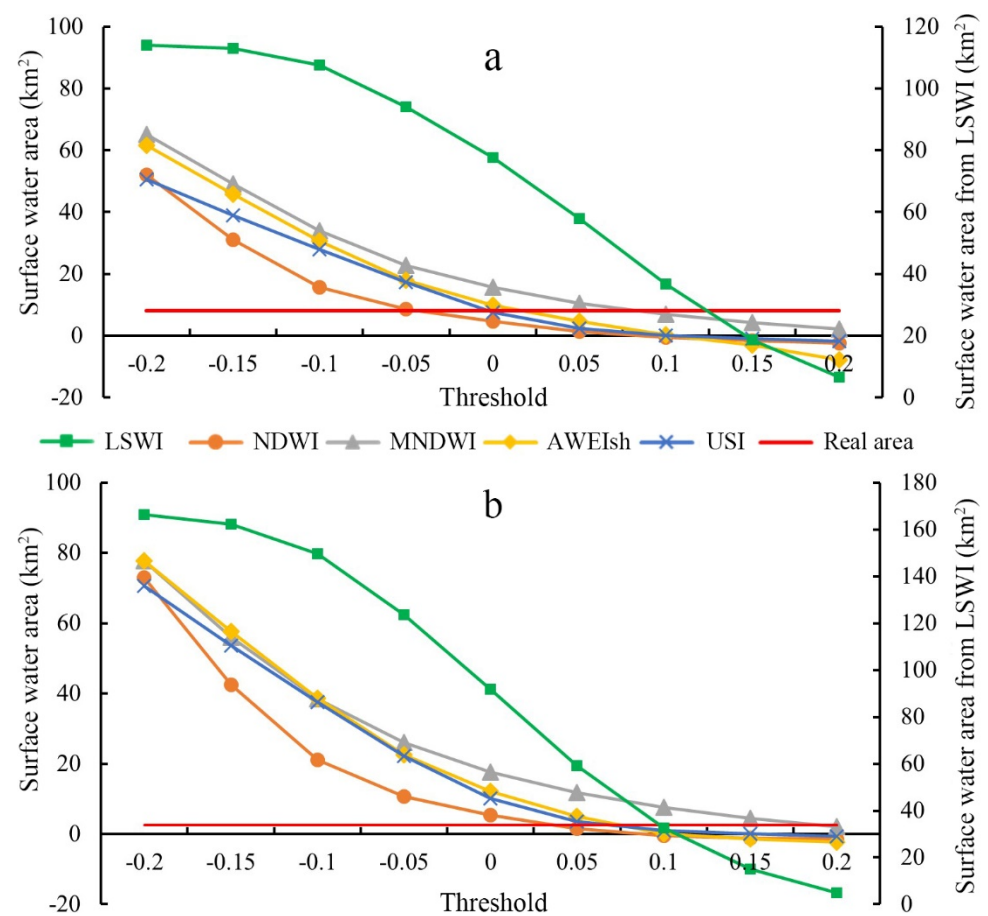 a
Surface water area (km²)
100
80
60
40
20
0
-20
-0.2 -0.15 -0.1 -0.05 0 0.05 0.1 0.15 0.2
Threshold
120
100
80
60
40
20
0
Surface water area from LSWI (km²)
LSWI NDWI MNDWI AWEIsh USI Real area
b
Surface water area (km²)
100
80
60
40
20
0
-20
-0.2 -0.15 -0.1 -0.05 0 0.05 0.1 0.15 0.2
Threshold
180
160
140
120
100
80
60
40
20
0
Surface water area from LSWI (km²)